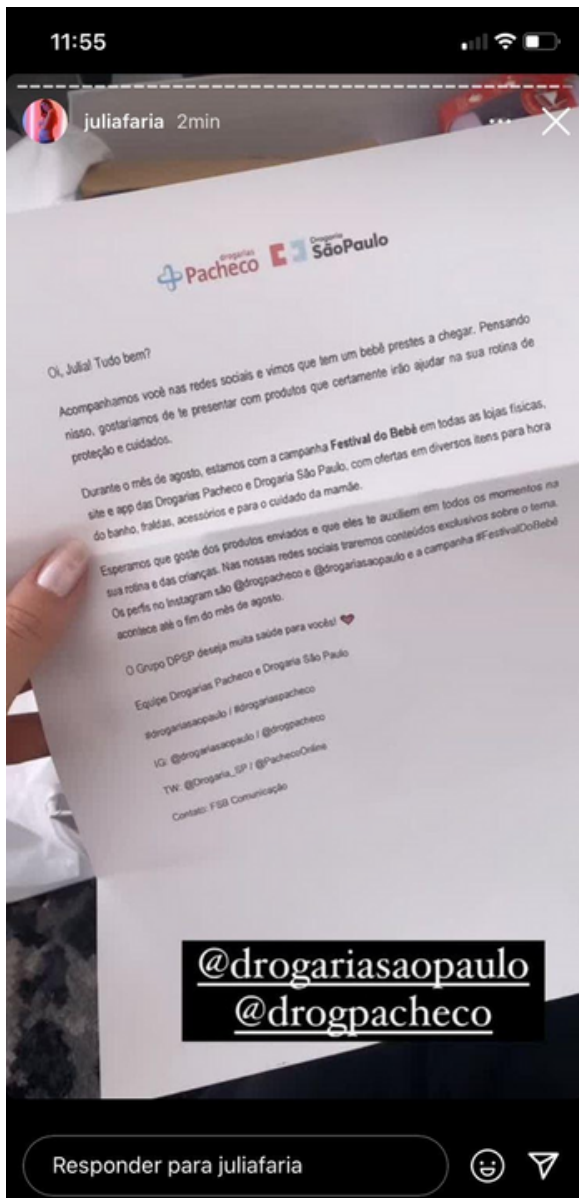 11:55
juliafaria 2min
drogarias
Pacheco
Drogaria
SãoPaulo
Oi, Julia! Tudo bem?
Acompanhamos você nas redes sociais e vimos que tem um bebê prestes a chegar. Pensando
nisso, gostaríamos de te presentar com produtos que certamente irão ajudar na sua rotina de
proteção e cuidados.
Durante o mês de agosto, estamos com a campanha Festival do Bebê em todas as lojas físicas,
site e app das Drogarias Pacheco e Drogaria São Paulo, com ofertas em diversos itens para hora
do banho, fraldas, acessórios e para o cuidado da mamãe.
Esperamos que goste dos produtos enviados e que eles te auxiliem em todos os momentos na
sua rotina e das crianças. Nas nossas redes sociais traremos conteúdos exclusivos sobre o tema.
Os perfis no Instagram são @drogpacheco e @drogariasaopaulo e a campanha #FestivalDoBebê
acontece até o fim do mês de agosto.
O Grupo DPSP deseja muita saúde para vocês!
Equipe Drogarias Pacheco e Drogaria São Paulo
#drogariasaopaulo / #drogariaspacheco
IG: @drogariasaopaulo / @drogpacheco
TW: @Drogaria_SP / @PachecoOnline
Contato: FSB Comunicação
@drogariasaopaulo
@drogpacheco
Responder para juliafaria